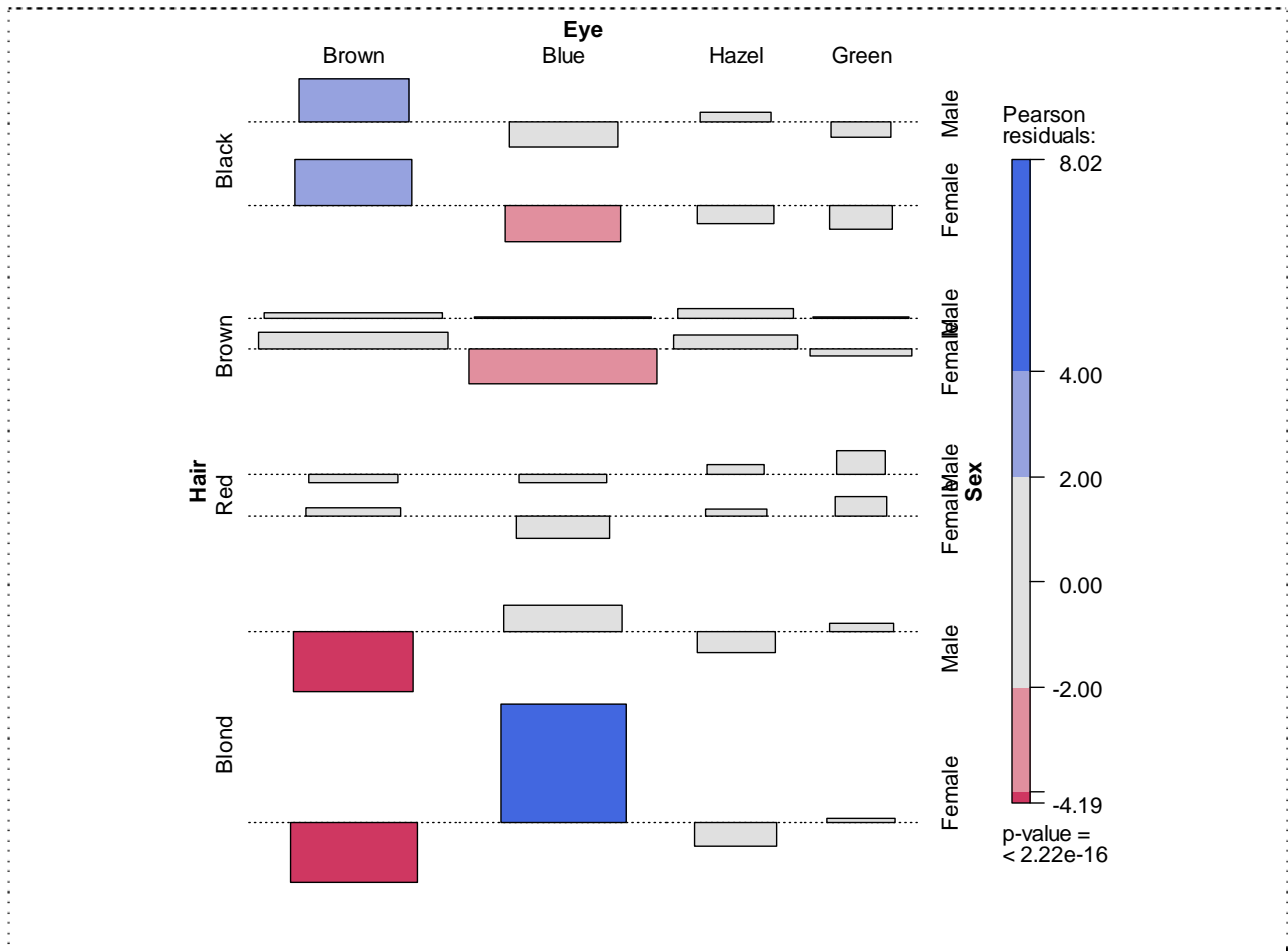 Eye
Brown Blue Hazel Green
Hair
Black
Brown
Red
Blond
Male
Female
Male
Female
Male
Female
Male
Female
Sex
Pearson
residuals:
8.02
4.00
2.00
0.00
-2.00
-4.19
p-value =
< 2.22e-16